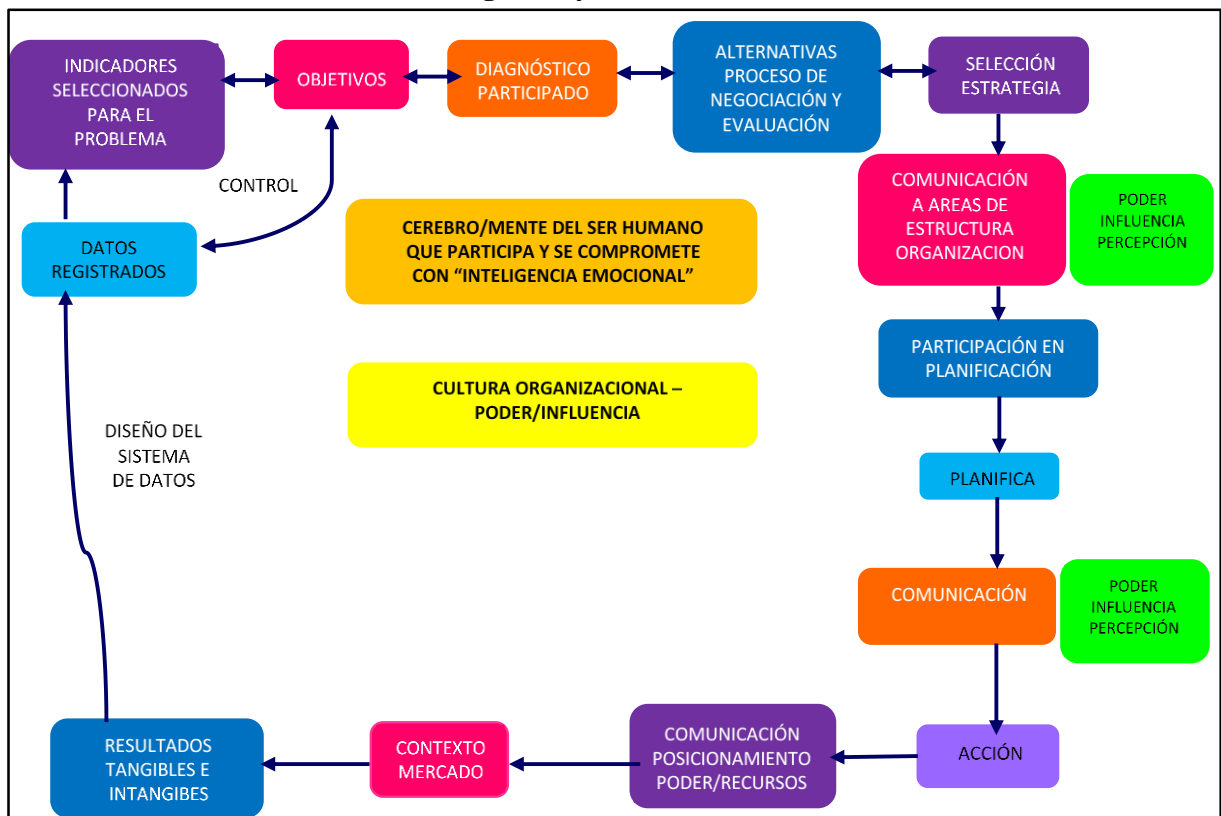 INDICADORES
SELECCIONADOS
PARA EL
PROBLEMA
OBJETIVOS
DIAGNÓSTICO
PARTICIPADO
ALTERNATIVAS
PROCESO DE
NEGOCIACIÓN Y
EVALUACIÓN
SELECCIÓN
ESTRATEGIA
CONTROL
COMUNICACIÓN
A AREAS DE
ESTRUCTURA
ORGANIZACION
PODER
INFLUENCIA
PERCEPCIÓN
DATOS
REGISTRADOS
CEREBRO/MENTE DEL SER HUMANO
QUE PARTICIPA Y SE COMPROMETE
CON “INTELIGENCIA EMOCIONAL”
PARTICIPACIÓN EN
PLANIFICACIÓN
CULTURA ORGANIZACIONAL –
PODER/INFLUENCIA
DISEÑO DEL
SISTEMA
DE DATOS
PLANIFICA
COMUNICACIÓN
PODER
INFLUENCIA
PERCEPCIÓN
RESULTADOS
TANGIBLES E
INTANGIBES
CONTEXTO
MERCADO
COMUNICACIÓN
POSICIONAMIENTO
PODER/RECURSOS
ACCIÓN